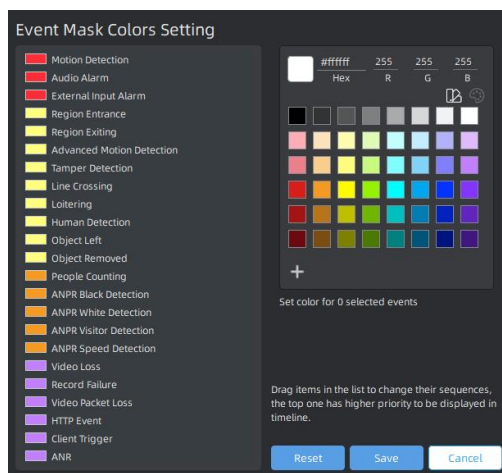 Event Mask Colors Setting
Motion Detection
Audio Alarm
External Input Alarm
Region Entrance
Region Exiting
Advanced Motion Detection
Tamper Detection
Line Crossing
Loitering
Human Detection
Object Left
Object Removed
People Counting
ANPR Black Detection
ANPR White Detection
ANPR Visitor Detection
ANPR Speed Detection
Video Loss
Record Failure
Video Packet Loss
HTTP Event
Client Trigger
ANR
#ffffff 255 255 255
Hex R G B
Set color for 0 selected events
Drag items in the list to change their sequences,
the top one has higher priority to be displayed in
timeline.
Reset Save Cancel